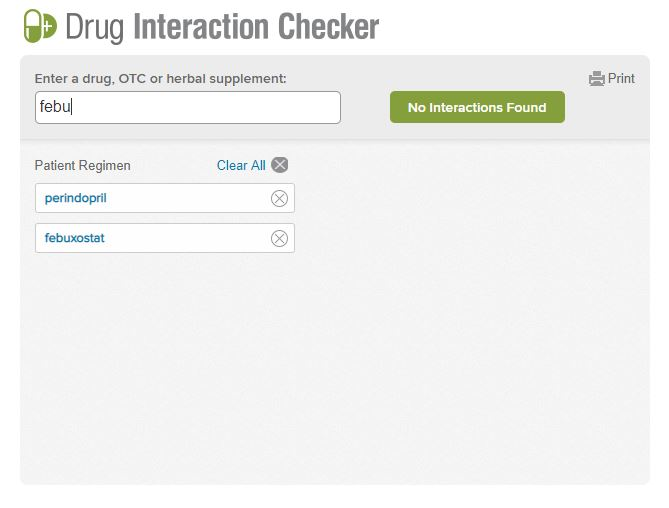 Drug Interaction Checker
Enter a drug, OTC or herbal supplement:
Print
febu
No Interactions Found
Patient Regimen
Clear All
perindopril
febuxostat